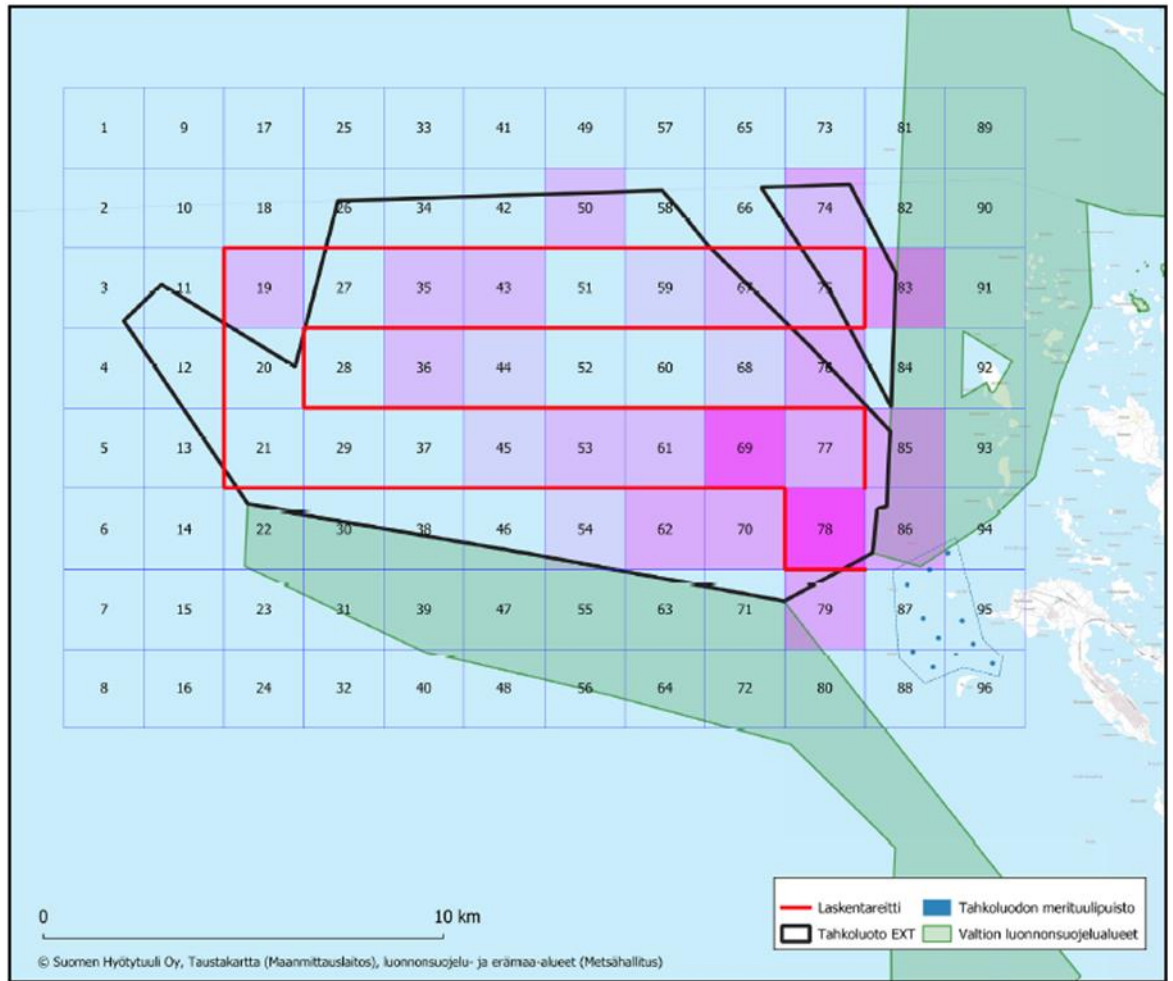 1 9 17 25 33 41 49 57 65 73 81 89
2 10 18 26 34 42 50 58 66 74 82 90
3 11 19 27 35 43 51 59 67 75 83 91
4 12 20 28 36 44 52 60 68 76 84 92
5 13 21 29 37 45 53 61 69 77 85 93
6 14 22 30 38 46 54 62 70 78 86 94
7 15 23 31 39 47 55 63 71 79 87 95
8 16 24 32 40 48 56 64 72 80 88 96
0 10 km
Laskentareitti Tahkoluodon merituulipuisto
Tahkoluoto EXT Valtion luonnonsuojelualueet
© Suomen Hyötytuuli Oy, Taustakartta (Maanmittauslaitos), luonnonsuojelu- ja erämaa-alueet (Metsähallitus)